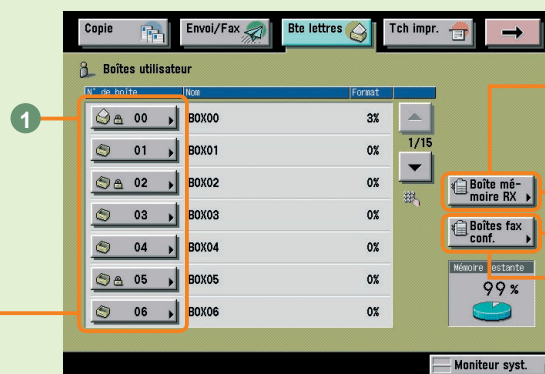 Copie Envoi/Fax Bte lettres Tch impr.
Boîtes utilisateur
N° de boîte Nom Format
1
00 BOX00 3%
01 BOX01 0%
1/15
02 BOX02 0%
Boîte mé-
moire RX
03 BOX03 0%
Boîtes fax
conf.
04 BOX04 0%
05 BOX05 0%
Mémoire restante
99 %
06 BOX06 0%
Moniteur syst.